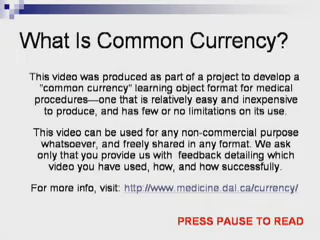 What Is Common Currency?
This video was produced as part of a project to develop a
"common currency" learning object format for medical
procedures—one that is relatively easy and inexpensive
to produce, and has few or no limitations on its use.
This video can be used for any non-commercial purpose
whatsoever, and freely shared in any format. We ask
only that you provide us with feedback detailing which
video you have used, how, and how successfully.
For more info, visit: http://www.medicine.dal.ca/currency/
PRESS PAUSE TO READ